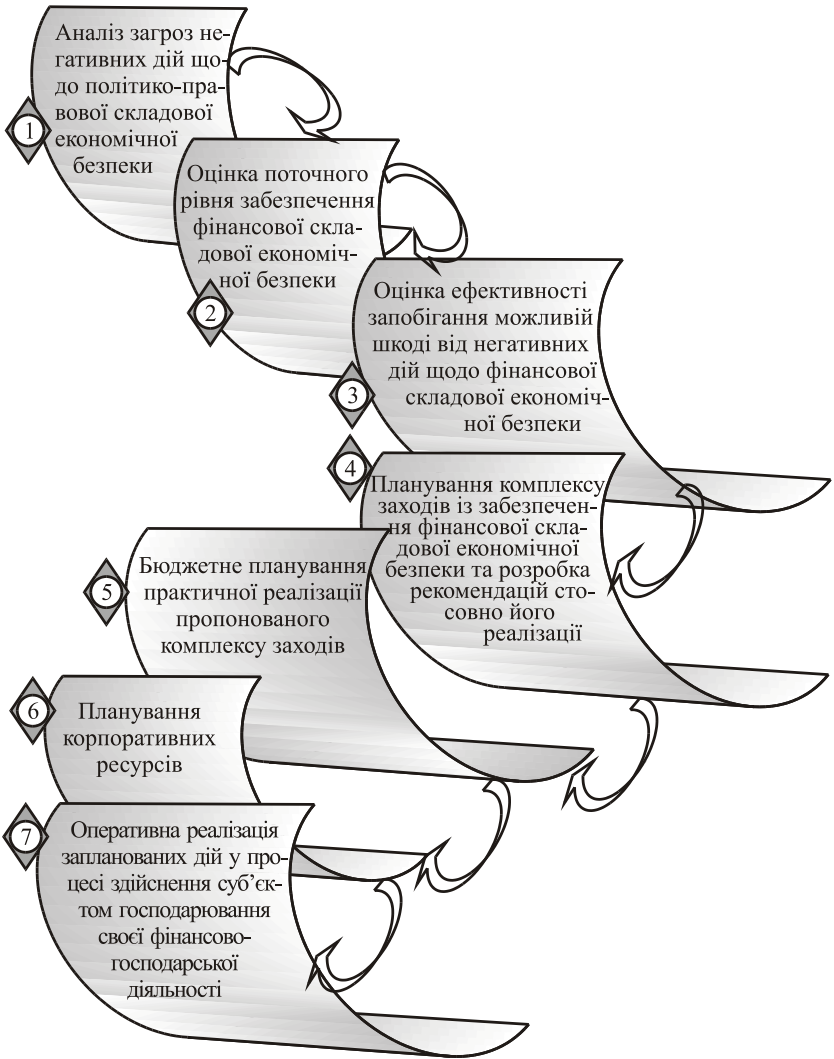 Аналіз загроз не-
гативних дій що-
до політико-пра-
вової складової
економічної
безпеки
1
Оцінка поточного
рівня забезпечення
фінансової скла-
дової економіч-
ної безпеки
2
Оцінка ефективності
запобігання можливій
шкоді від негативних
дій щодо фінансової
складової економіч-
ної безпеки
3
4
Планування комплексу
заходів із забезпечен-
ня фінансової скла-
дової економічної
безпеки та розробка
рекомендацій сто-
совно його
реалізації
5
Бюджетне планування
практичної реалізації
пропонованого
комплексу заходів
6
Планування
корпоративних
ресурсів
7
Оперативна реалізація
запланованих дій у про-
цесі здійснення суб’єк-
том господарювання
своєї фінансово-
господарської
діяльності